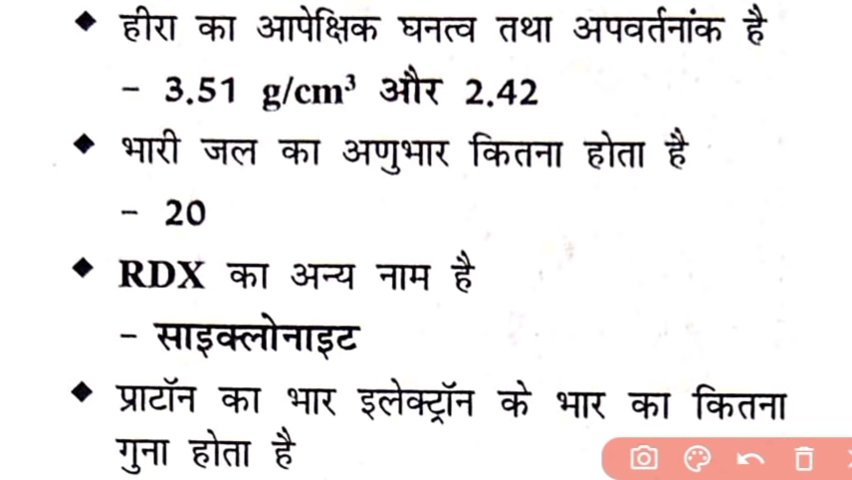 ◆ हीरा का आपेक्षिक घनत्व तथा अपवर्तनांक है
– 3.51 g/cm³ और 2.42
◆ भारी जल का अणुभार कितना होता है
– 20
◆ RDX का अन्य नाम है
– साइक्लोनाइट
◆ प्राटॉन का भार इलेक्ट्रॉन के भार का कितना
गुना होता है